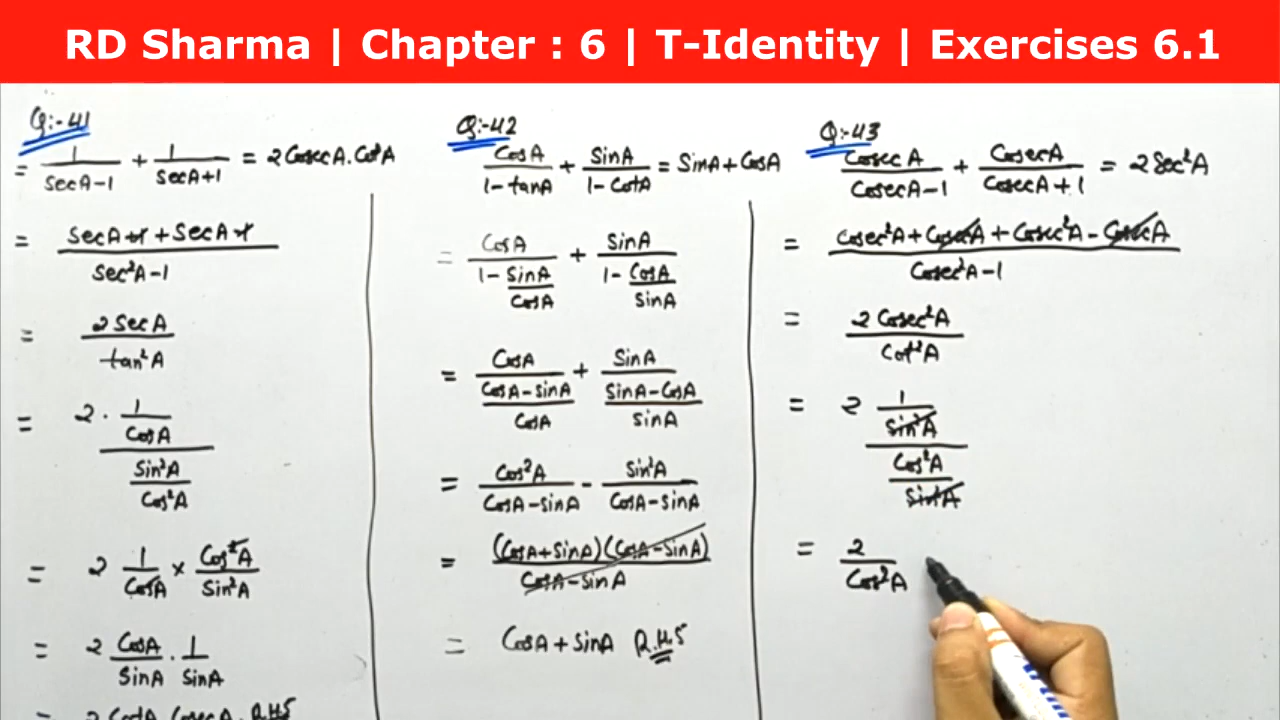 RD Sharma | Chapter : 6 | T-Identity | Exercises 6.1
Q:-41
= 1/(SecA-1) + 1/(SecA+1) = 2CosecA.CotA
= (SecA+1+SecA-1)/(Sec²A-1)
= 2SecA/tan²A
= (2·1/CosA)/(Sin²A/Cos²A)
= 2 1/CosA × Cos²A/Sin²A
= 2 CosA/SinA . 1/SinA
2CotA.CosecA. R.H.S
Q:-42
CosA/(1-tanA) + SinA/(1-CotA) = SinA+CosA
= CosA/(1-SinA/CosA) + SinA/(1-CosA/SinA)
= CosA/((CosA-sinA)/CosA) + SinA/((SinA-CosA)/sinA)
= Cos²A/(CosA-sinA) - Sin²A/(CosA-sinA)
= (CosA+SinA)(CosA-SinA)/(CosA-sinA)
= CosA+sinA R.H.S
Q:-43
CosecA/(CosecA-1) + CosecA/(CosecA+1) = 2Sec²A
= (Cosec²A+CosecA+Cosec²A-CosecA)/(Cosec²A-1)
= 2Cosec²A/Cot²A
= 2 (1/Sin²A)/(Cos²A/Sin²A)
= 2/Cos²A